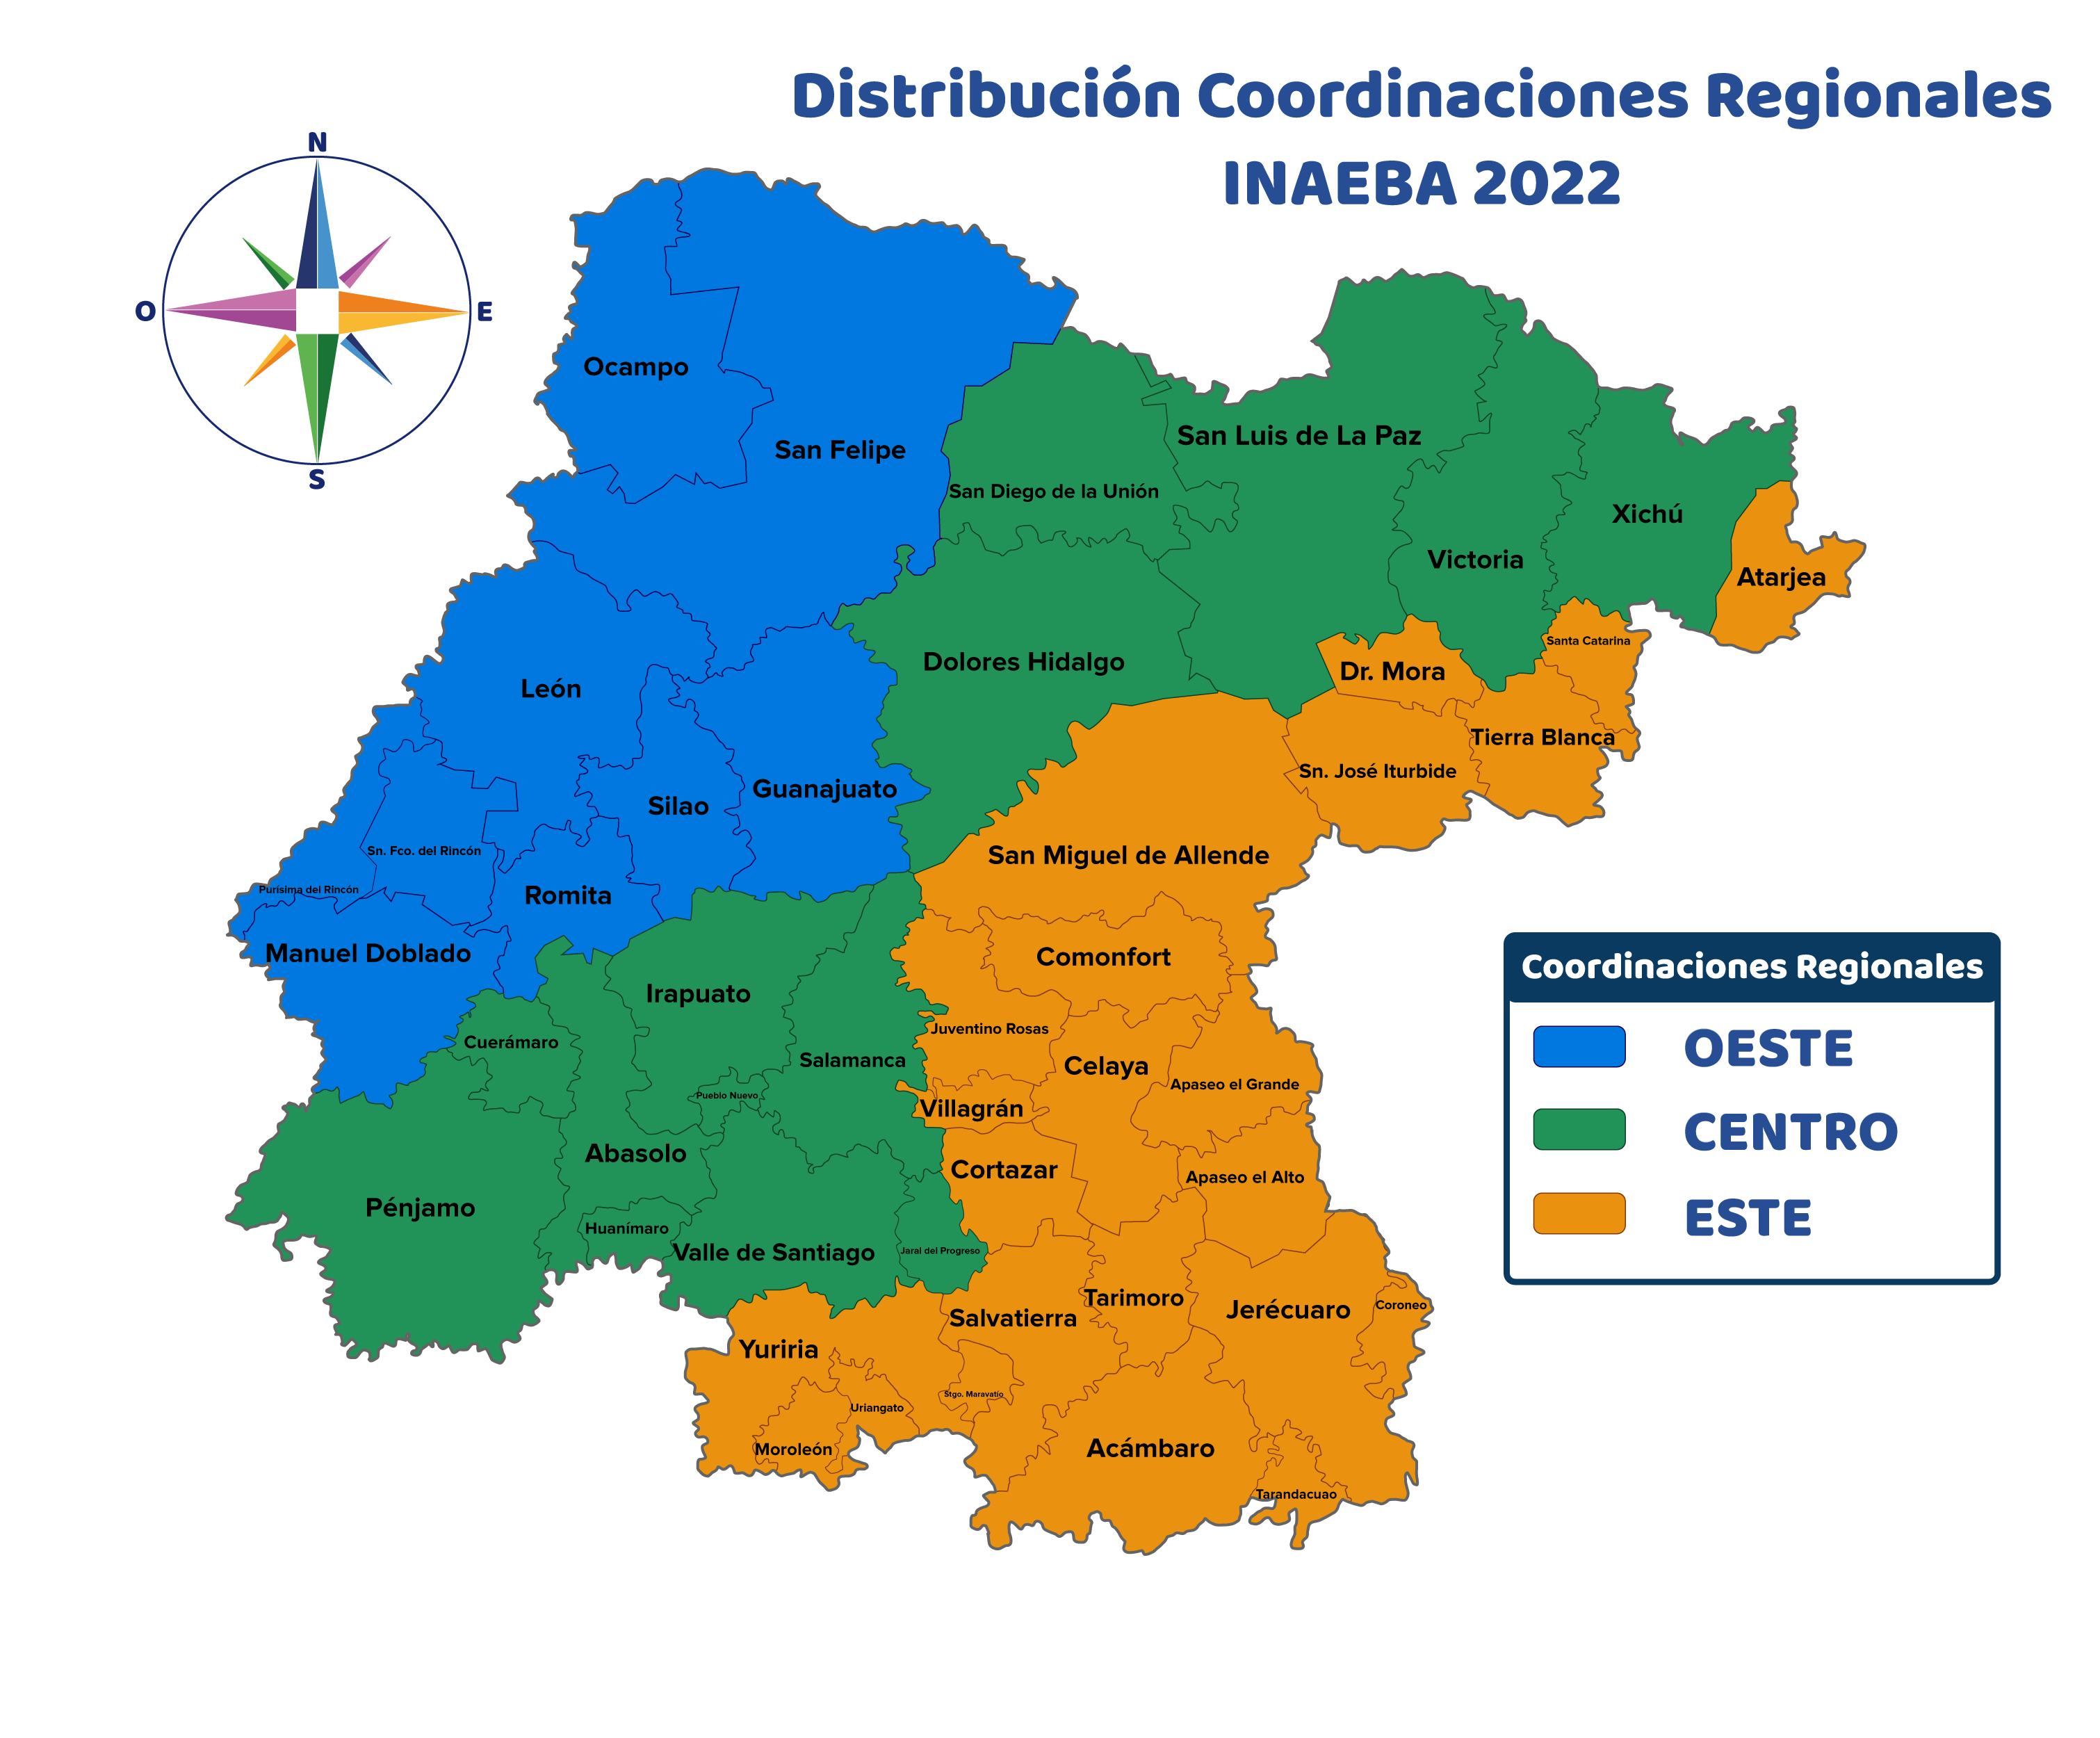 Distribución Coordinaciones Regionales
INAEBA 2022
N
O
E
S
Ocampo
San Felipe
San Luis de La Paz
San Diego de la Unión
Xichú
Victoria
Atarjea
Santa Catarina
Dolores Hidalgo
Dr. Mora
León
Tierra Blanca
Sn. José Iturbide
Guanajuato
Silao
Sn. Fco. del Rincón
San Miguel de Allende
Purísima del Rincón
Romita
Manuel Doblado
Comonfort
Irapuato
Juventino Rosas
Cuerámaro
Salamanca
Celaya
Apaseo el Grande
Pueblo Nuevo
Villagrán
Abasolo
Cortazar
Apaseo el Alto
Pénjamo
Huanímaro
Valle de Santiago
Jaral del Progreso
Tarimoro
Salvatierra
Jerécuaro
Coroneo
Yuriria
Stgo. Maravatío
Uriangato
Moroleón
Acámbaro
Tarandacuao
Coordinaciones Regionales
OESTE
CENTRO
ESTE